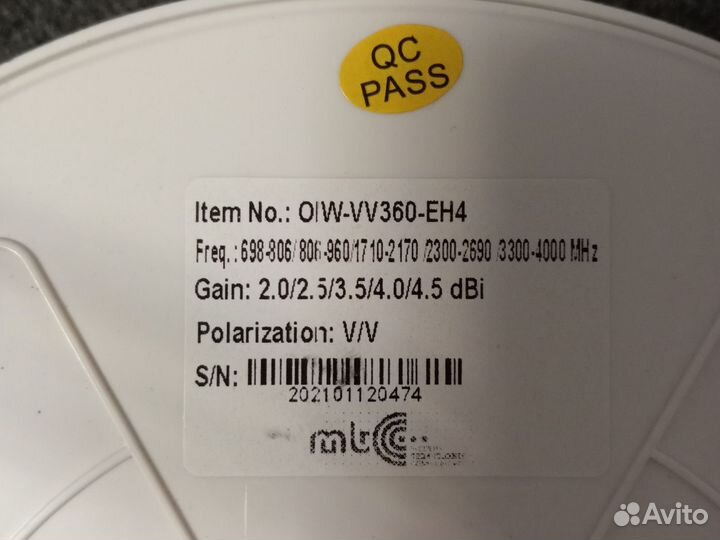 QC
PASS
Item No.: OIW-VV360-EH4
Freq.:698-806/806-960/1710-2170/2300-2690/3300-4000 MHz
Gain: 2.0/2.5/3.5/4.0/4.5 dBi
Polarization: V/V
S/N:
202101120474
Avito